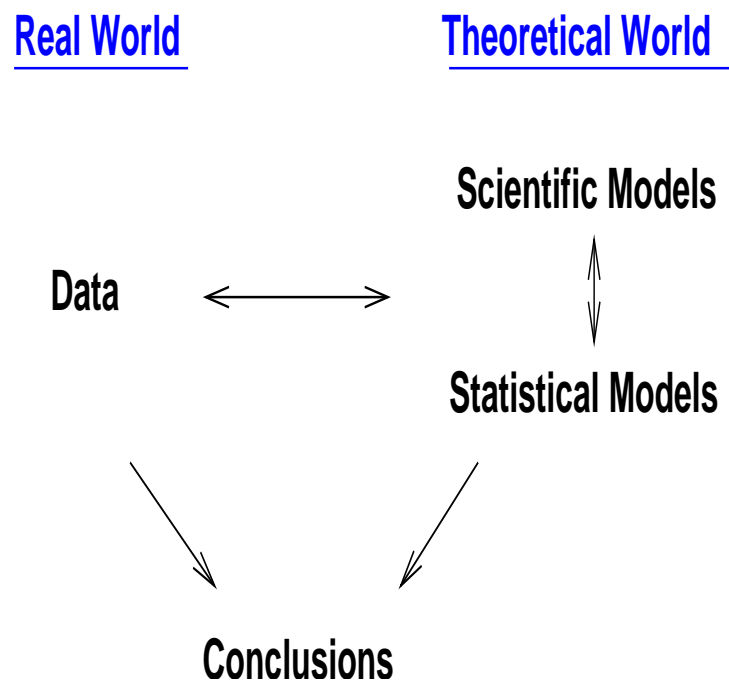 Real World
Theoretical World
Scientific Models
Data
Statistical Models
Conclusions